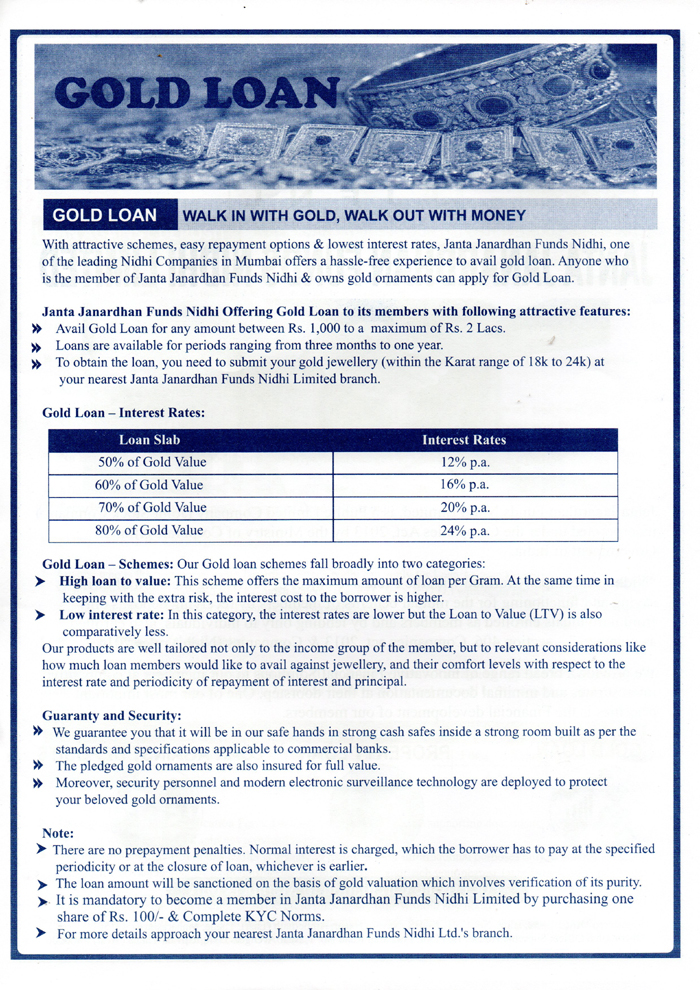 GOLD LOAN
GOLD LOAN WALK IN WITH GOLD, WALK OUT WITH MONEY
With attractive schemes, easy repayment options & lowest interest rates, Janta Janardhan Funds Nidhi, one
of the leading Nidhi Companies in Mumbai offers a hassle-free experience to avail gold loan. Anyone who
is the member of Janta Janardhan Funds Nidhi & owns gold ornaments can apply for Gold Loan.
Janta Janardhan Funds Nidhi Offering Gold Loan to its members with following attractive features:
Avail Gold Loan for any amount between Rs. 1,000 to a maximum of Rs. 2 Lacs.
Loans are available for periods ranging from three months to one year.
To obtain the loan, you need to submit your gold jewellery (within the Karat range of 18k to 24k) at
your nearest Janta Janardhan Funds Nidhi Limited branch.
Gold Loan – Interest Rates:
Loan Slab Interest Rates
50% of Gold Value 12% p.a.
60% of Gold Value 16% p.a.
70% of Gold Value 20% p.a.
80% of Gold Value 24% p.a.
Gold Loan – Schemes: Our Gold loan schemes fall broadly into two categories:
High loan to value: This scheme offers the maximum amount of loan per Gram. At the same time in
keeping with the extra risk, the interest cost to the borrower is higher.
Low interest rate: In this category, the interest rates are lower but the Loan to Value (LTV) is also
comparatively less.
Our products are well tailored not only to the income group of the member, but to relevant considerations like
how much loan members would like to avail against jewellery, and their comfort levels with respect to the
interest rate and periodicity of repayment of interest and principal.
Guaranty and Security:
We guarantee you that it will be in our safe hands in strong cash safes inside a strong room built as per the
standards and specifications applicable to commercial banks.
The pledged gold ornaments are also insured for full value.
Moreover, security personnel and modern electronic surveillance technology are deployed to protect
your beloved gold ornaments.
Note:
There are no prepayment penalties. Normal interest is charged, which the borrower has to pay at the specified
periodicity or at the closure of loan, whichever is earlier.
The loan amount will be sanctioned on the basis of gold valuation which involves verification of its purity.
It is mandatory to become a member in Janta Janardhan Funds Nidhi Limited by purchasing one
share of Rs. 100/- & Complete KYC Norms.
For more details approach your nearest Janta Janardhan Funds Nidhi Ltd.'s branch.